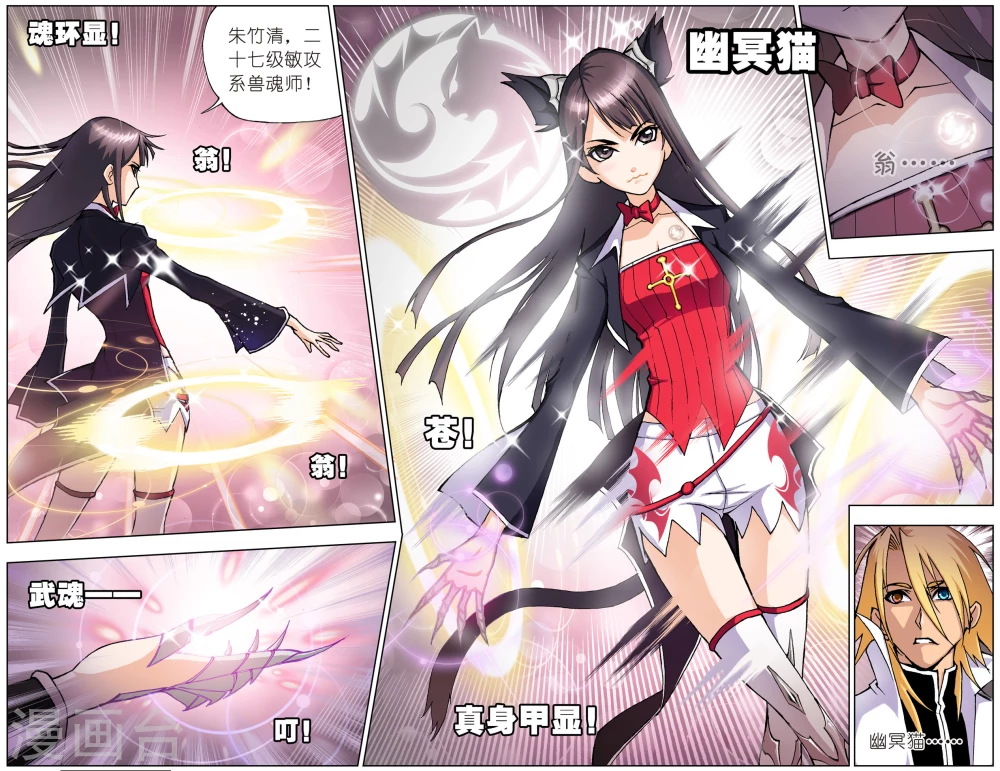 魂环显！
朱竹清，二
十七级敏攻
系兽魂师！
翁！
翁！
武魂——
叮！
幽冥猫
苍！
真身甲显！
翁……
幽冥猫……
漫画台